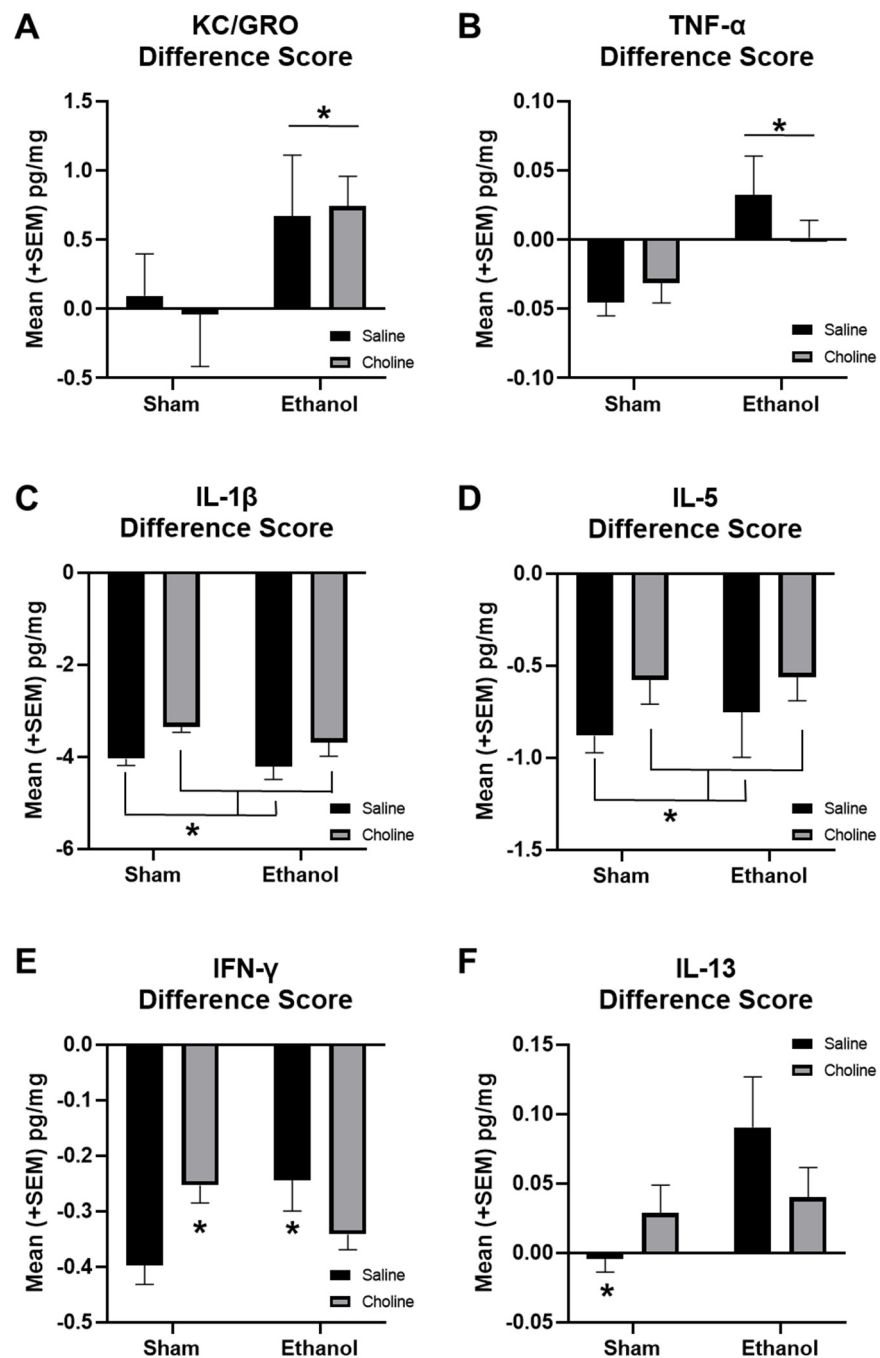 A
KC/GRO
Difference Score
Mean (+SEM) pg/mg
1.5
1.0
0.5
0.0
-0.5
*
Saline
Choline
Sham
Ethanol
B
TNF-α
Difference Score
Mean (+SEM) pg/mg
0.10
0.05
0.00
-0.05
-0.10
*
Saline
Choline
Sham
Ethanol
C
IL-1β
Difference Score
Mean (+SEM) pg/mg
0
-2
-4
-6
*
Saline
Choline
Sham
Ethanol
D
IL-5
Difference Score
Mean (+SEM) pg/mg
0.0
-0.5
-1.0
-1.5
*
Saline
Choline
Sham
Ethanol
E
IFN-γ
Difference Score
Mean (+SEM) pg/mg
0.0
-0.1
-0.2
-0.3
-0.4
-0.5
*
*
Saline
Choline
Sham
Ethanol
F
IL-13
Difference Score
Mean (+SEM) pg/mg
0.15
0.10
0.05
0.00
-0.05
Saline
Choline
*
Sham
Ethanol